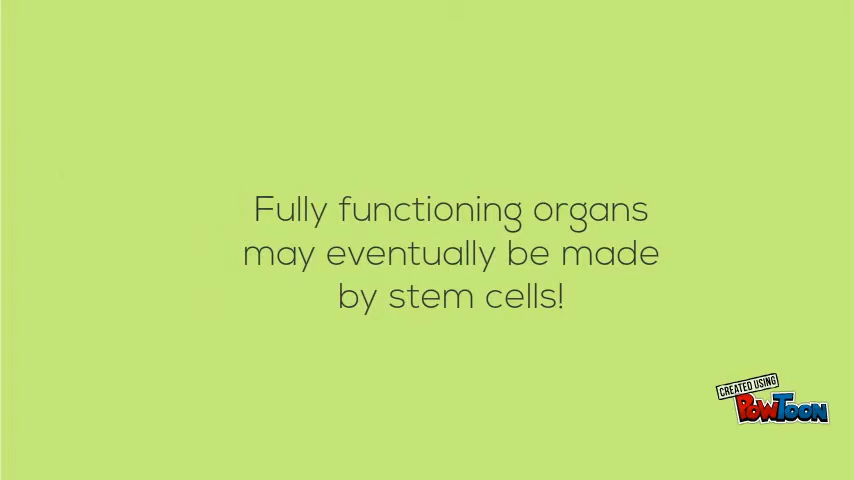 Fully functioning organs
may eventually be made
by stem cells!
CREATED USING
POWTOON